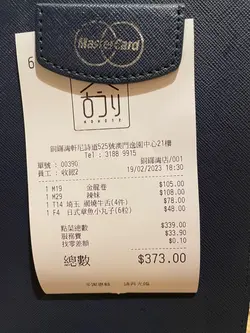 MasterCard
6
銅鑼灣軒尼詩道525號澳門逸園中心21樓
Tel : 3188 9915
銅鑼灣店/001
單號 : 00390
19/02/2023 18:30
員工 : 收銀2
1 M19 金龍卷 $105.00
1 M29 辣妹 $108.00
1 T14 埼玉 碳燒牛舌(4件) $78.00
1 F4 日式章魚小丸子(6粒) $48.00
點菜總數 $339.00
服務費 $33.90
找零差額 $0.10
總數 $373.00